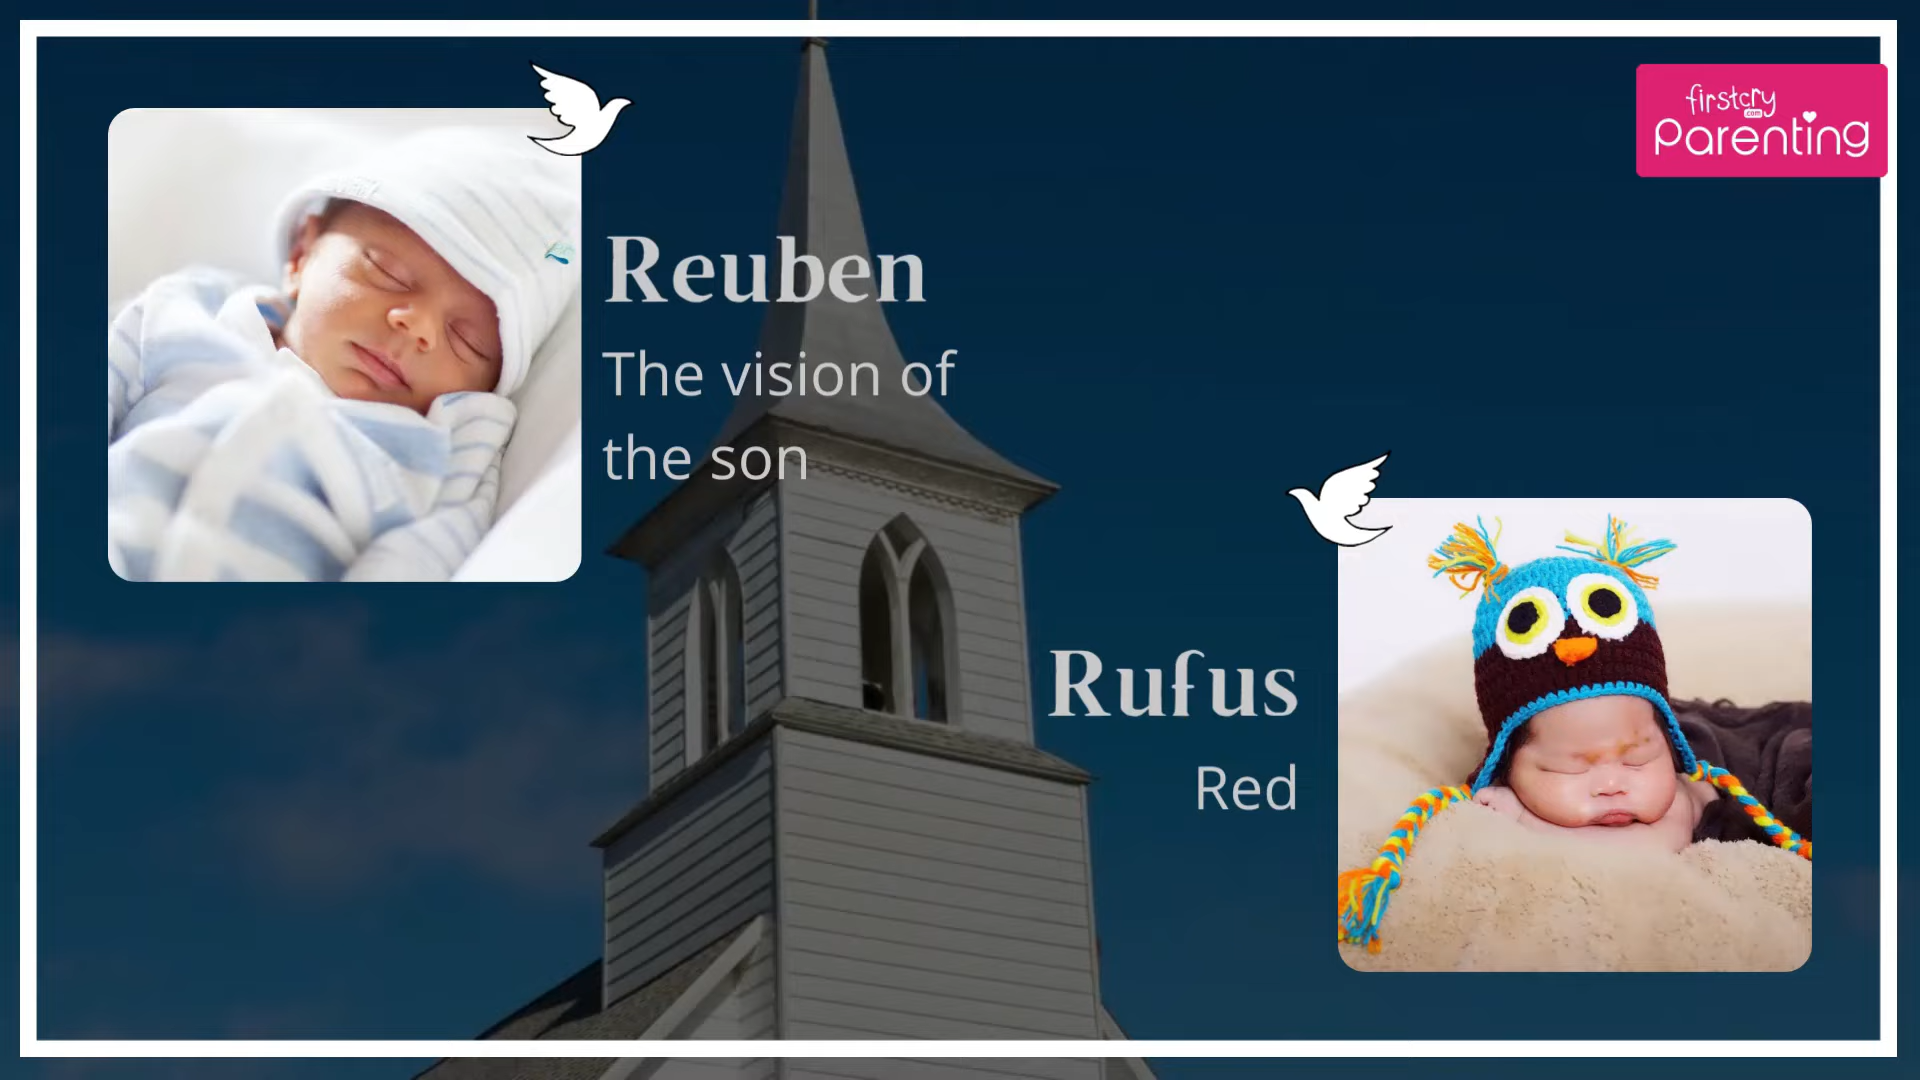 firstcry
.com
Parenting
Reuben
The vision of
the son
Rufus
Red